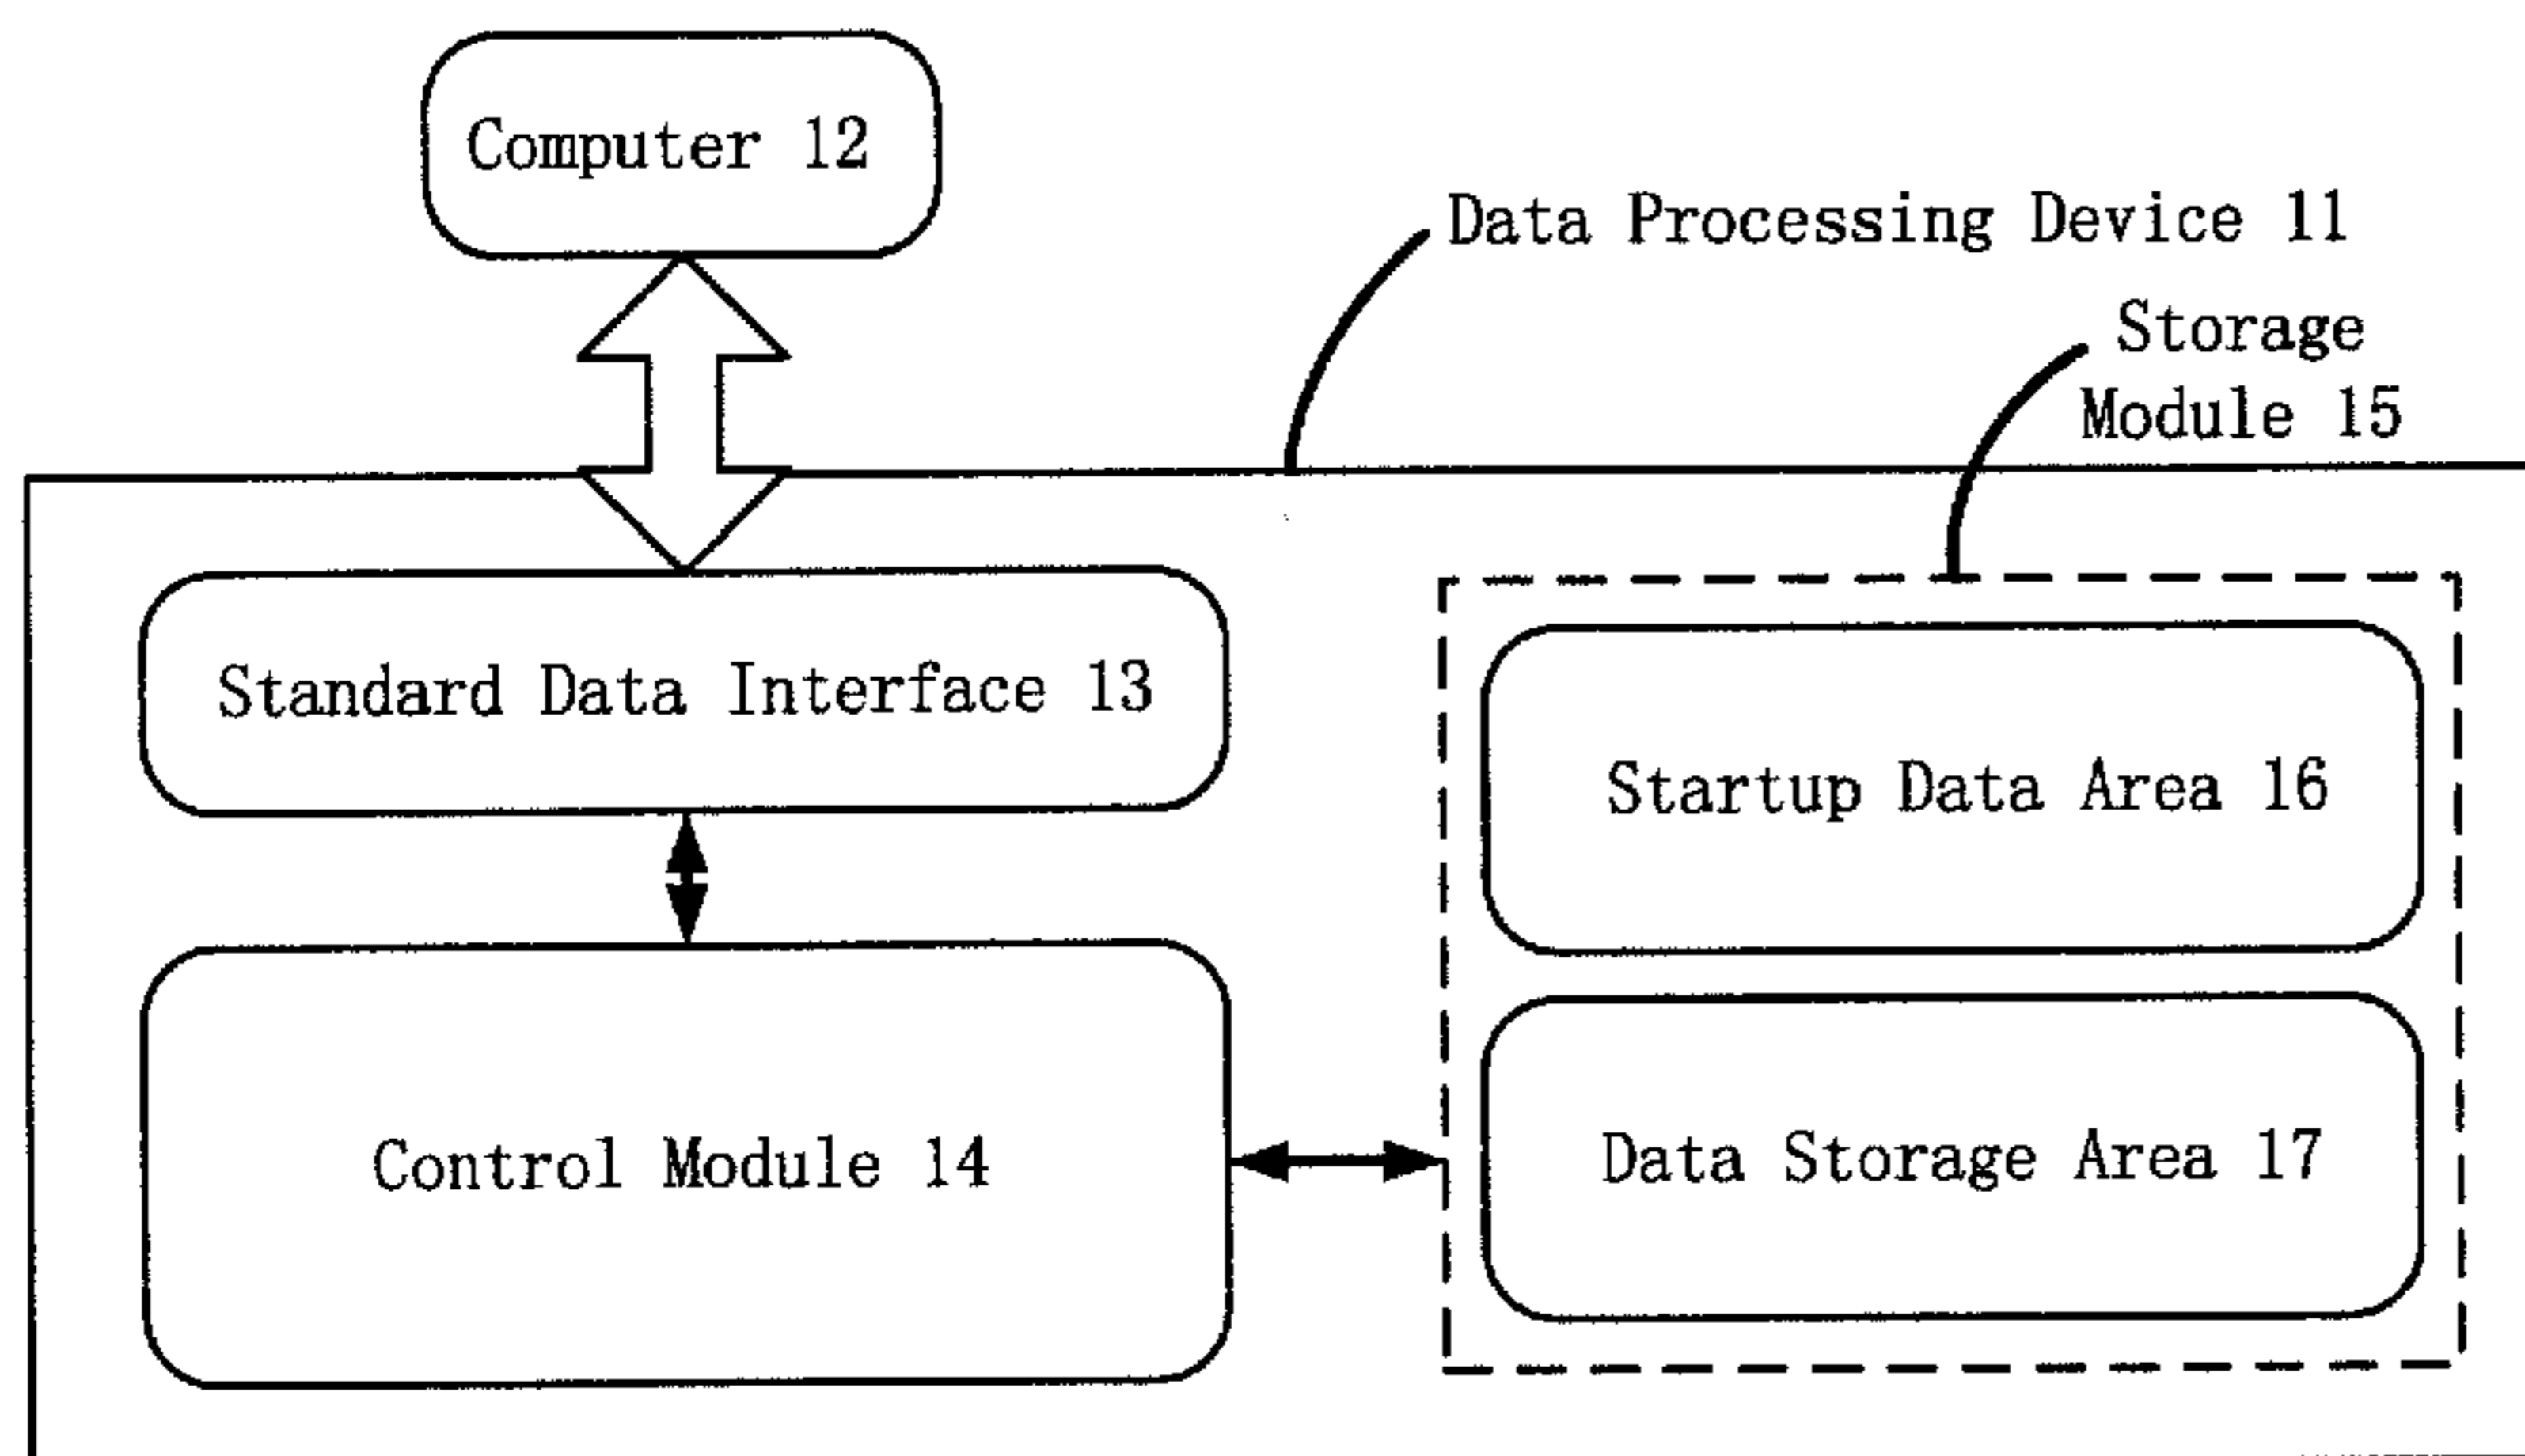 Computer 12
Data Processing Device 11
Storage
Module 15
Standard Data Interface 13
Startup Data Area 16
Control Module 14
Data Storage Area 17